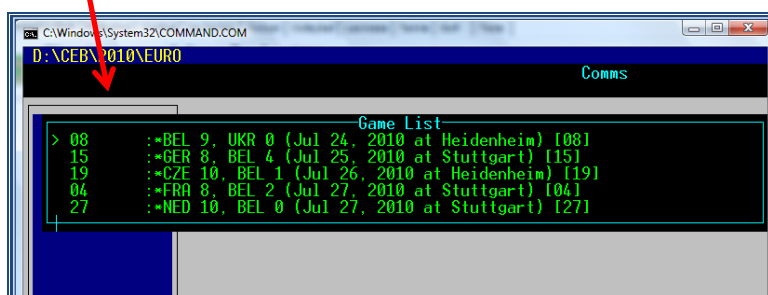 C:\Windows\System32\COMMAND.COM
D:\CEB\2010\EURO
Comms
Game List
> 08 :*BEL 9, UKR 0 (Jul 24, 2010 at Heidenheim) [08]
15 :*GER 8, BEL 4 (Jul 25, 2010 at Stuttgart) [15]
19 :*CZE 10, BEL 1 (Jul 26, 2010 at Heidenheim) [19]
04 :*FRA 8, BEL 2 (Jul 27, 2010 at Stuttgart) [04]
27 :*NED 10, BEL 0 (Jul 27, 2010 at Stuttgart) [27]